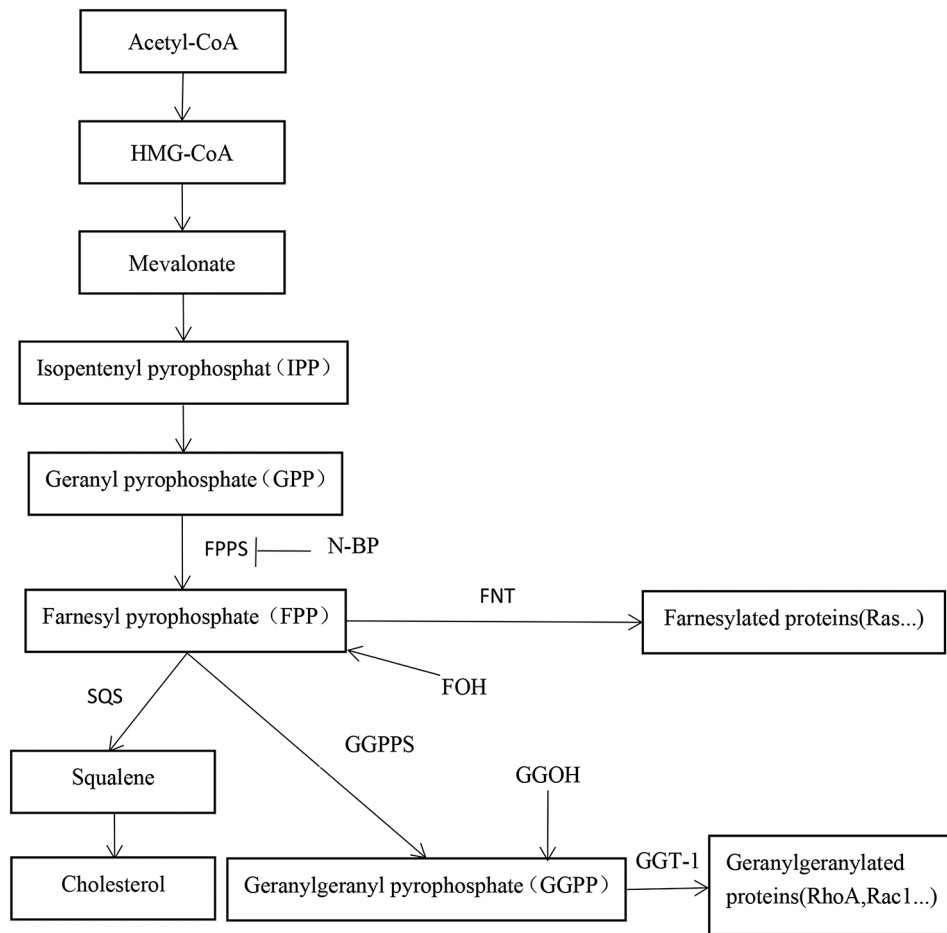 Acetyl-CoA
HMG-CoA
Mevalonate
Isopentenyl pyrophosphat（IPP）
Geranyl pyrophosphate（GPP）
FPPS
N-BP
Farnesyl pyrophosphate（FPP）
FNT
Farnesylated proteins(Ras...)
FOH
SQS
GGPPS
Squalene
GGOH
Cholesterol
Geranylgeranyl pyrophosphate（GGPP）
GGT-1
Geranylgeranylated
proteins(RhoA,Rac1...)